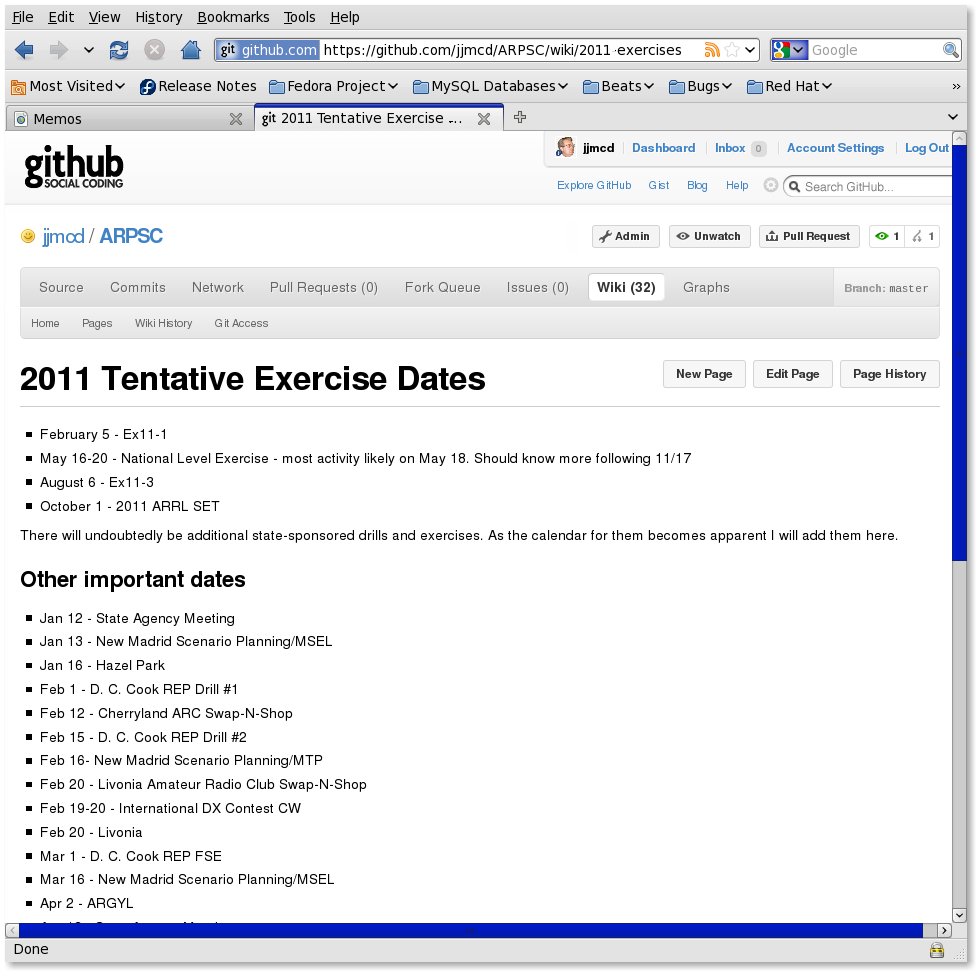 File Edit View History Bookmarks Tools Help
git github.com https://github.com/jjmcd/ARPSC/wiki/2011-exercises Google
Most Visited Release Notes Fedora Project MySQL Databases Beats Bugs Red Hat »
Memos git 2011 Tentative Exercise ...
github
SOCIAL CODING
jjmcd Dashboard Inbox 0 Account Settings Log Out
Explore GitHub Gist Blog Help Search GitHub...
jjmcd / ARPSC Admin Unwatch Pull Request 1 1
Source Commits Network Pull Requests (0) Fork Queue Issues (0) Wiki (32) Graphs Branch: master
Home Pages Wiki History Git Access
2011 Tentative Exercise Dates New Page Edit Page Page History
February 5 - Ex11-1
May 16-20 - National Level Exercise - most activity likely on May 18. Should know more following 11/17
August 6 - Ex11-3
October 1 - 2011 ARRL SET
There will undoubtedly be additional state-sponsored drills and exercises. As the calendar for them becomes apparent I will add them here.
Other important dates
Jan 12 - State Agency Meeting
Jan 13 - New Madrid Scenario Planning/MSEL
Jan 16 - Hazel Park
Feb 1 - D. C. Cook REP Drill #1
Feb 12 - Cherryland ARC Swap-N-Shop
Feb 15 - D. C. Cook REP Drill #2
Feb 16- New Madrid Scenario Planning/MTP
Feb 20 - Livonia Amateur Radio Club Swap-N-Shop
Feb 19-20 - International DX Contest CW
Feb 20 - Livonia
Mar 1 - D. C. Cook REP FSE
Mar 16 - New Madrid Scenario Planning/MSEL
Apr 2 - ARGYL
Done